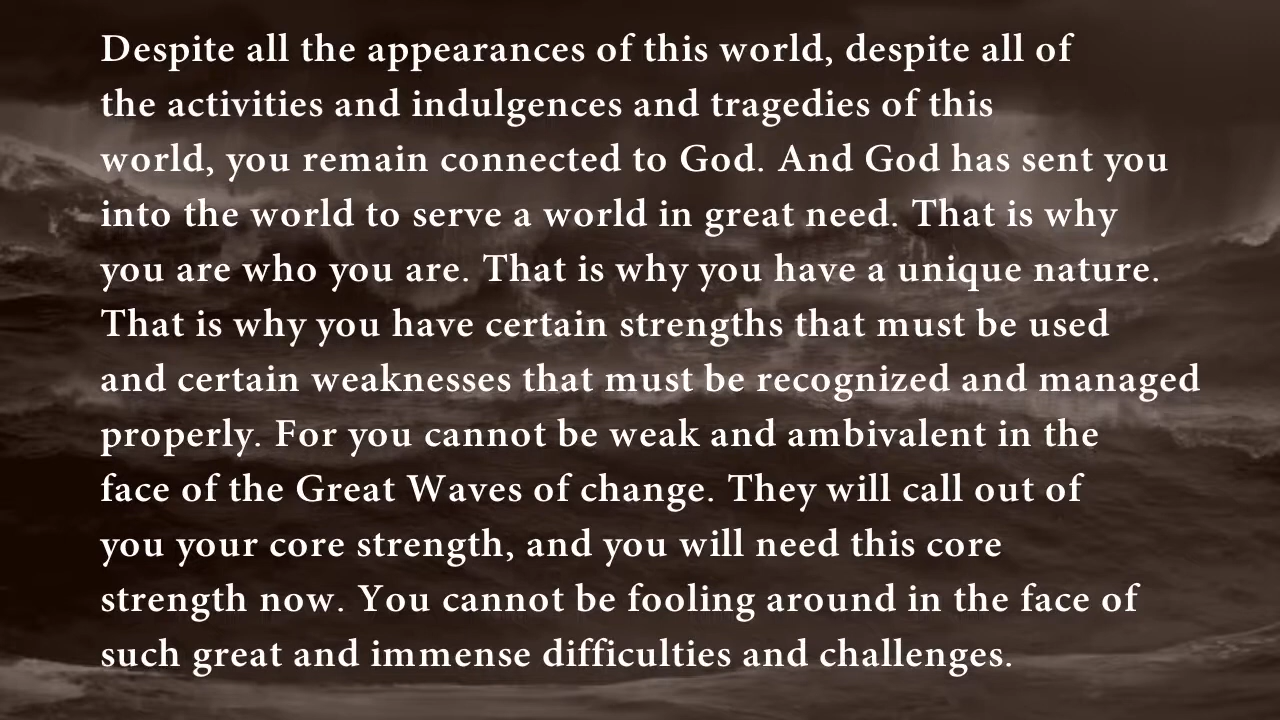 Despite all the appearances of this world, despite all of
the activities and indulgences and tragedies of this
world, you remain connected to God. And God has sent you
into the world to serve a world in great need. That is why
you are who you are. That is why you have a unique nature.
That is why you have certain strengths that must be used
and certain weaknesses that must be recognized and managed
properly. For you cannot be weak and ambivalent in the
face of the Great Waves of change. They will call out of
you your core strength, and you will need this core
strength now. You cannot be fooling around in the face of
such great and immense difficulties and challenges.